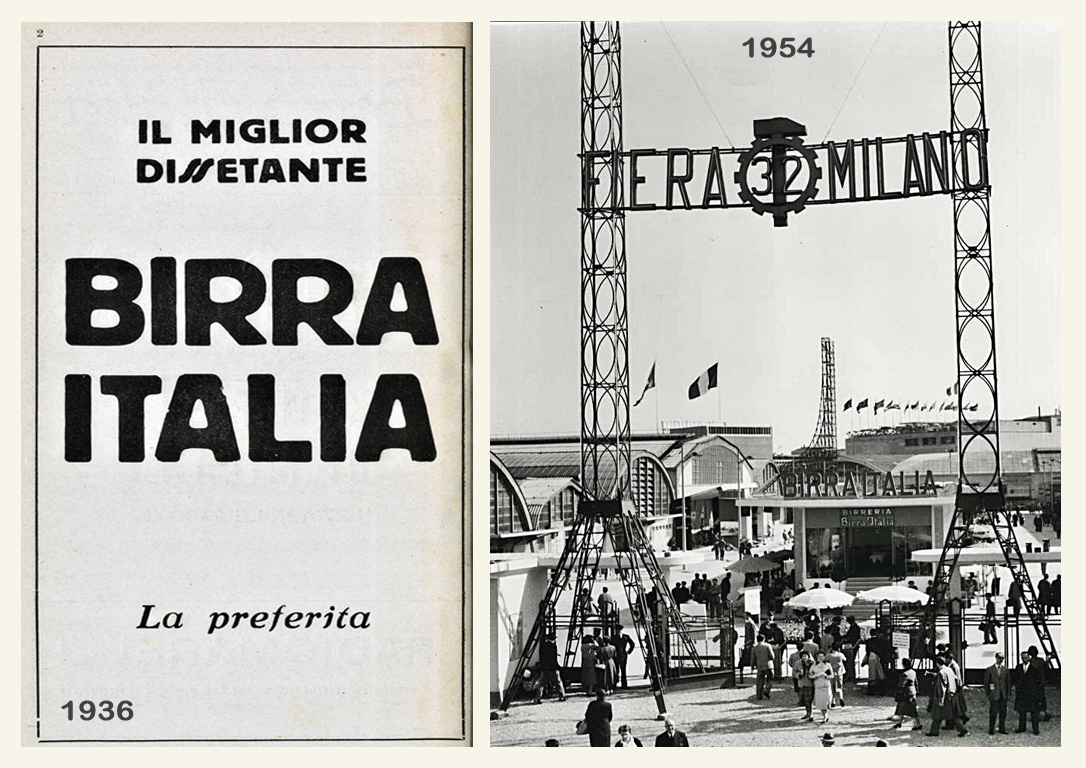 2
IL MIGLIOR
DISSETANTE
BIRRA
ITALIA
La preferita
1936
1954
FIERA 32 MILANO
BIRRA ITALIA
BIRRERIA
Birra Italia